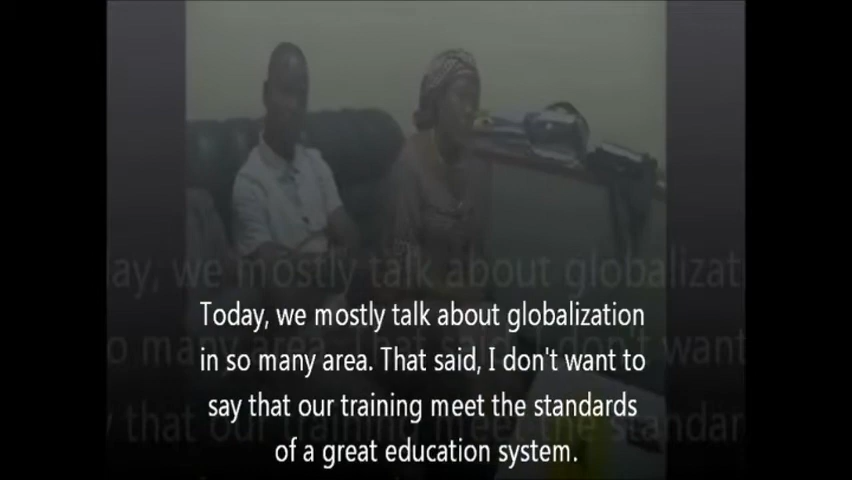 Today, we mostly talk about globalization
in so many area. That said, I don't want to
say that our training meet the standards
of a great education system.